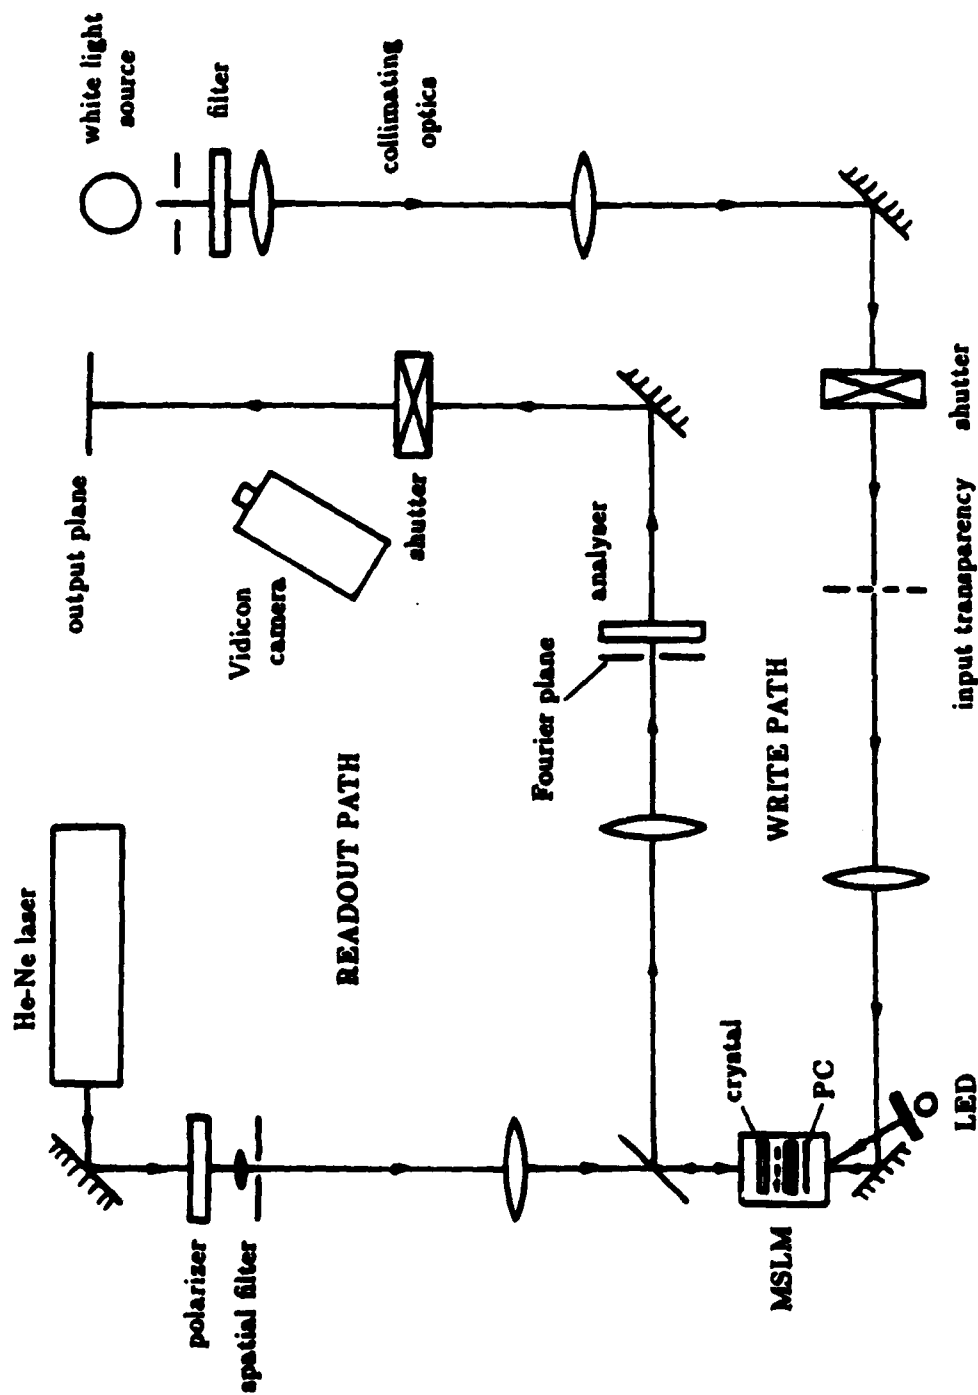 He-Ne laser
polarizer
spatial filter
READOUT PATH
output plane
Vidicon
camera
shutter
white light
source
filter
collimating
optics
Fourier plane
analyser
WRITE PATH
crystal
PC
MSLM
LED
input transparency
shutter